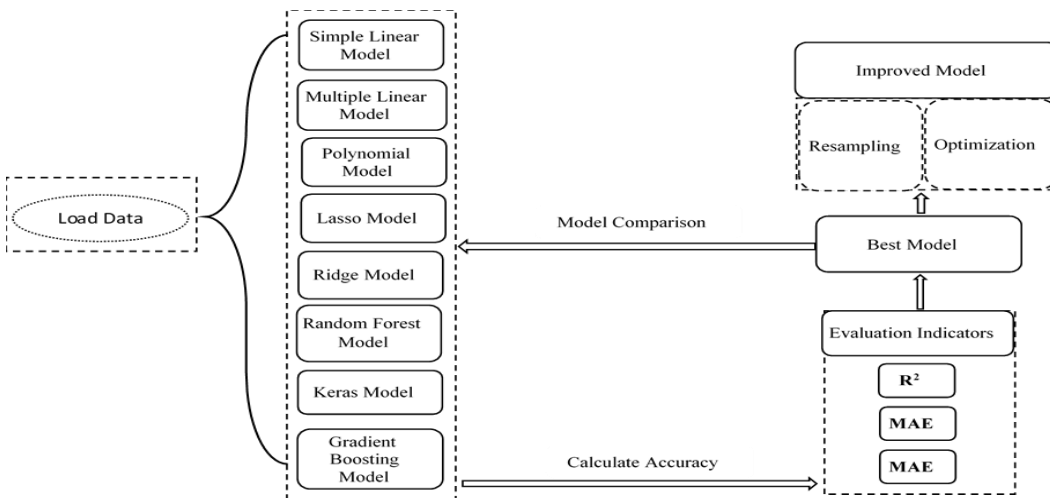 Load Data
Simple Linear
Model
Multiple Linear
Model
Polynomial
Model
Lasso Model
Ridge Model
Random Forest
Model
Keras Model
Gradient
Boosting
Model
Model Comparison
Calculate Accuracy
Improved Model
Resampling
Optimization
Best Model
Evaluation Indicators
R²
MAE
MAE